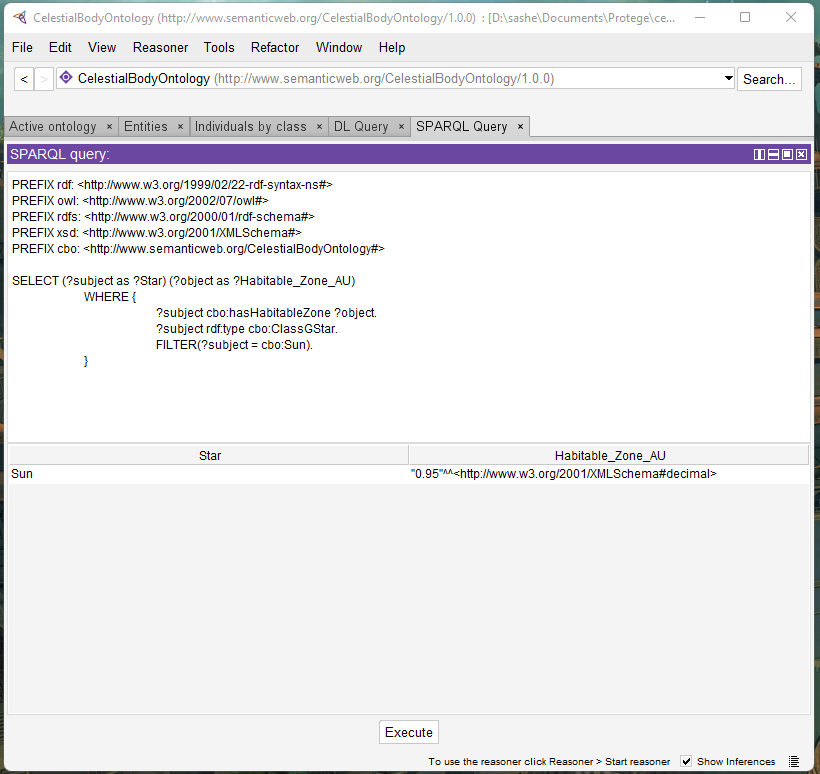 CelestialBodyOntology (http://www.semanticweb.org/CelestialBodyOntology/1.0.0) : [D:\sashe\Documents\Protege\ce...
File Edit View Reasoner Tools Refactor Window Help
< > CelestialBodyOntology (http://www.semanticweb.org/CelestialBodyOntology/1.0.0) Search...
Active ontology × Entities × Individuals by class × DL Query × SPARQL Query ×
SPARQL query:
PREFIX rdf: <http://www.w3.org/1999/02/22-rdf-syntax-ns#>
PREFIX owl: <http://www.w3.org/2002/07/owl#>
PREFIX rdfs: <http://www.w3.org/2000/01/rdf-schema#>
PREFIX xsd: <http://www.w3.org/2001/XMLSchema#>
PREFIX cbo: <http://www.semanticweb.org/CelestialBodyOntology#>
SELECT (?subject as ?Star) (?object as ?Habitable_Zone_AU)
WHERE {
?subject cbo:hasHabitableZone ?object.
?subject rdf:type cbo:ClassGStar.
FILTER(?subject = cbo:Sun).
}
Star Habitable_Zone_AU
Sun "0.95"^^<http://www.w3.org/2001/XMLSchema#decimal>
Execute
To use the reasoner click Reasoner > Start reasoner Show Inferences